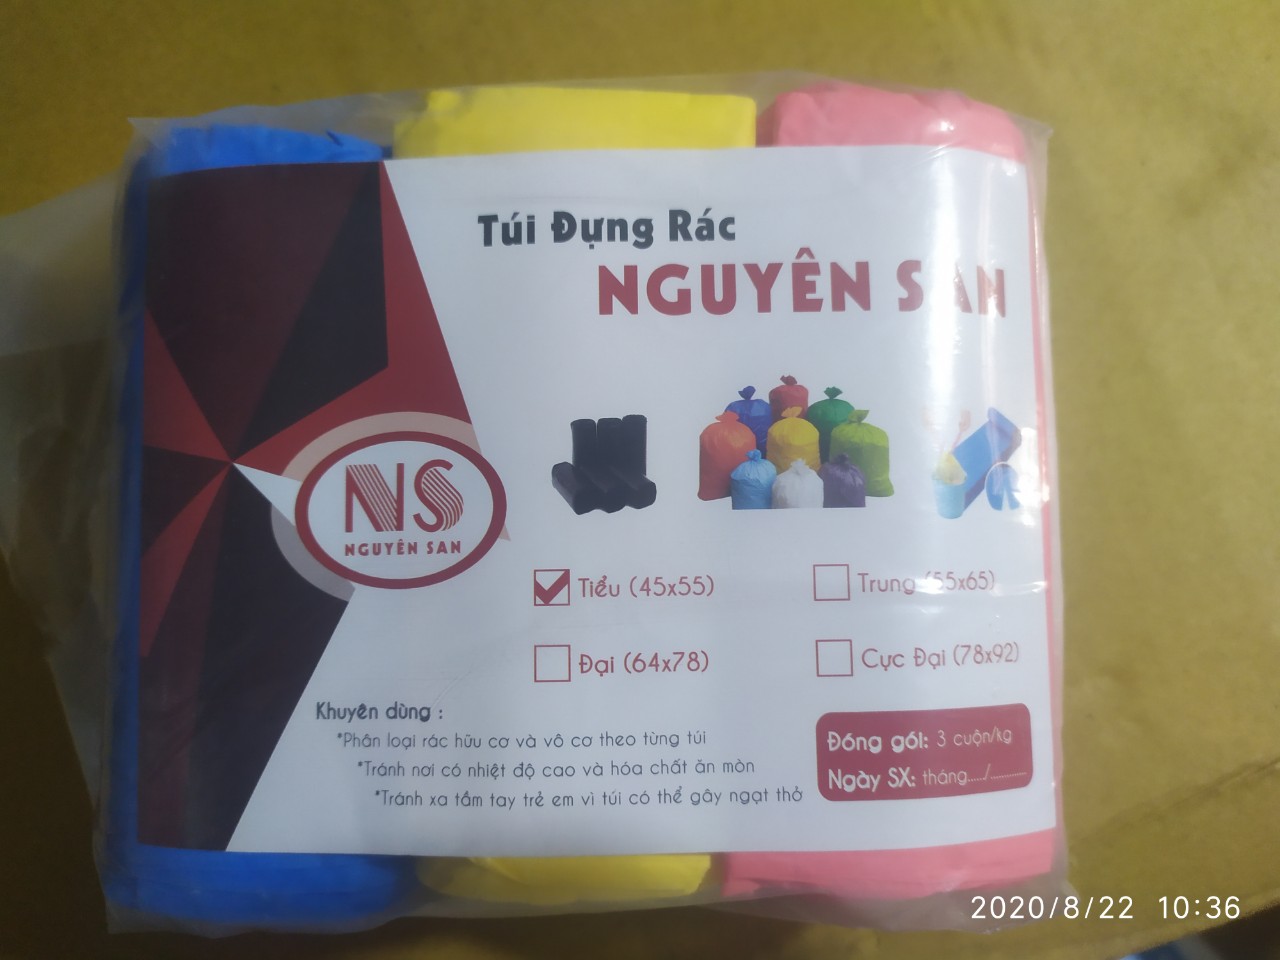 Túi Đựng Rác
NGUYÊN SAN
NS
NGUYÊN SAN
Tiểu (45x55)
Trung (55x65)
Đại (64x78)
Cực Đại (78x92)
Khuyên dùng :
*Phân loại rác hữu cơ và vô cơ theo từng túi
*Tránh nơi có nhiệt độ cao và hóa chất ăn mòn
*Tránh xa tầm tay trẻ em vì túi có thể gây ngạt thở
Đóng gói: 3 cuộn/kg
Ngày SX: tháng...../...........
2020/8/22 10:36